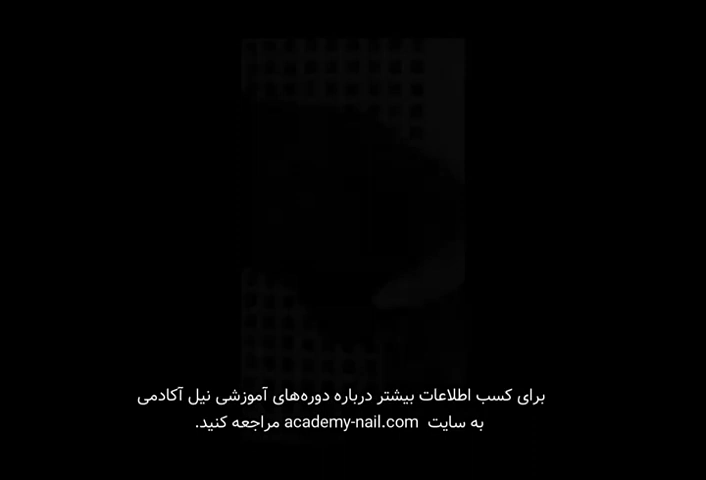 برای کسب اطلاعات بیشتر درباره دوره‌های آموزشی نیل آکادمی
به سایت academy-nail.com مراجعه کنید.